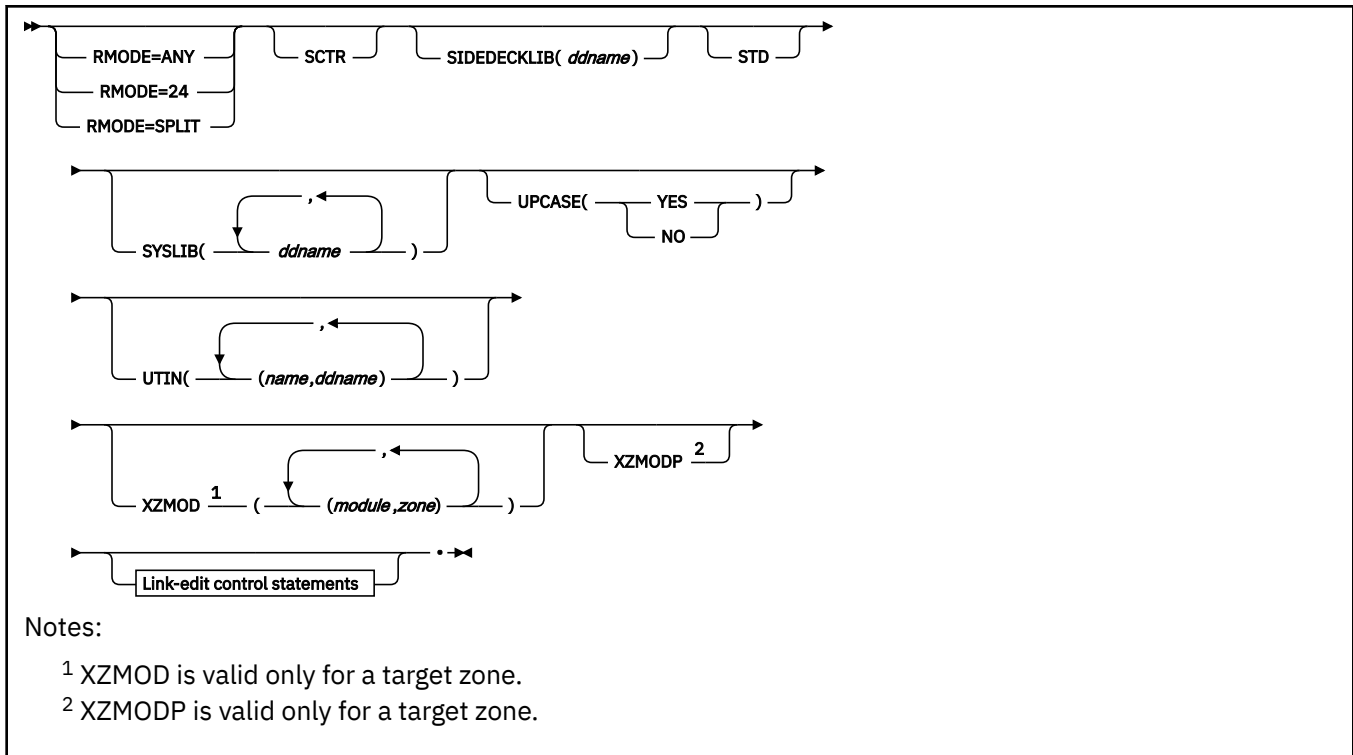 RMODE=ANY SCTR SIDEDECKLIB( ddname) STD
RMODE=24
RMODE=SPLIT
,
SYSLIB( ddname ) UPCASE( YES )
NO
,
UTIN( (name,ddname) )
,
XZMOD 1 ( (module,zone) ) XZMODP 2
Link-edit control statements •
Notes:
1 XZMOD is valid only for a target zone.
2 XZMODP is valid only for a target zone.